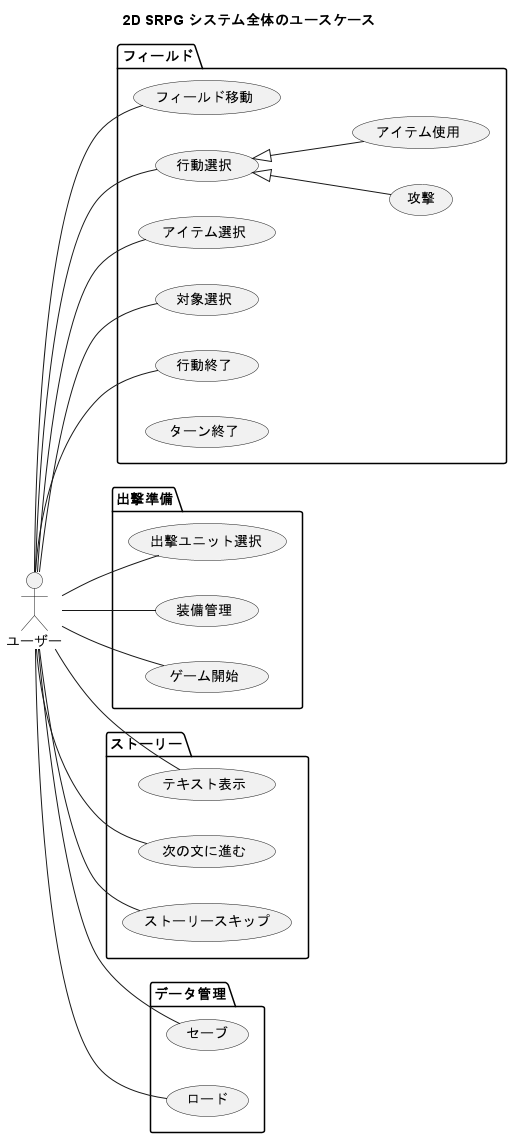 2D SRPG システム全体のユースケース
フィールド
フィールド移動
アイテム使用
行動選択
攻撃
アイテム選択
対象選択
行動終了
ターン終了
出撃準備
出撃ユニット選択
装備管理
ゲーム開始
ユーザー
ストーリー
テキスト表示
次の文に進む
ストーリースキップ
データ管理
セーブ
ロード